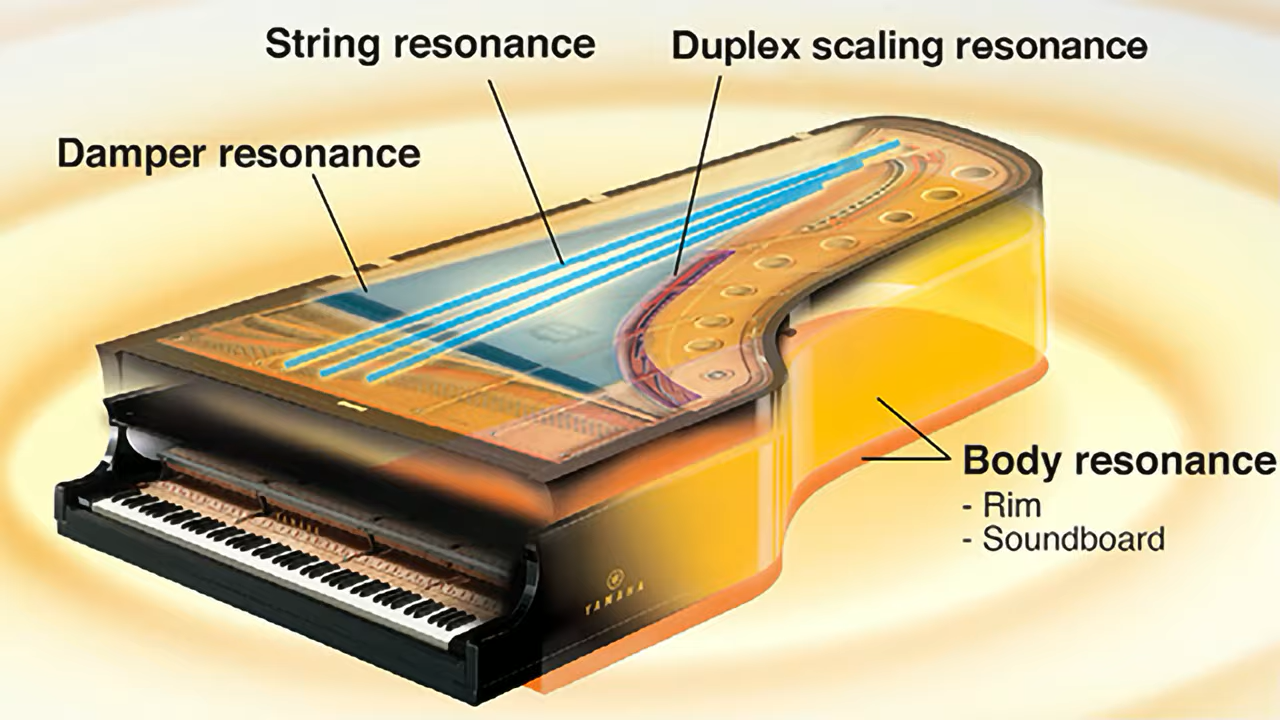 String resonance
Duplex scaling resonance
Damper resonance
Body resonance
- Rim
- Soundboard
YAMAHA